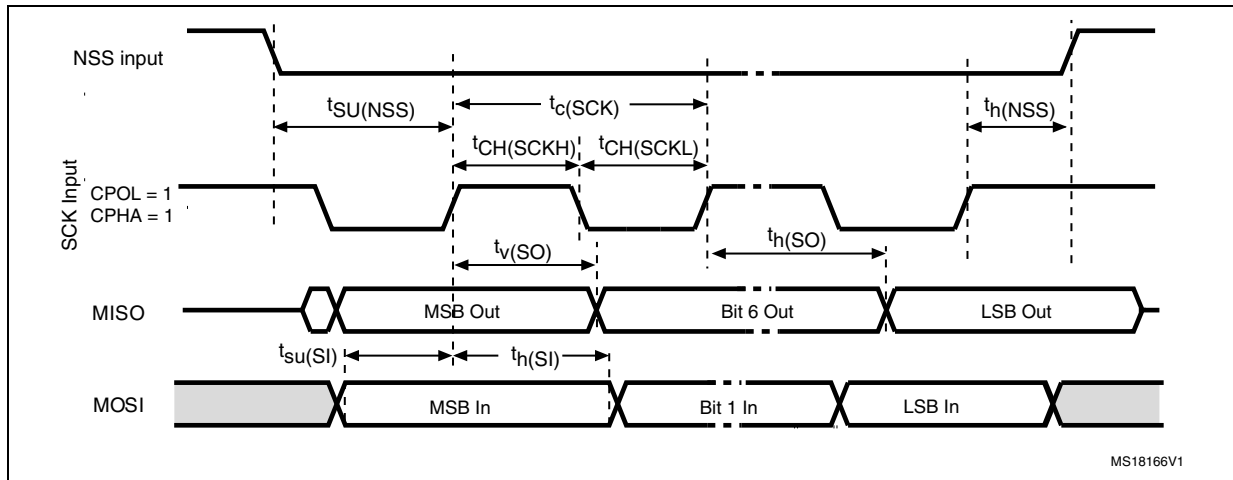 NSS input
tSU(NSS)
tc(SCK)
th(NSS)
tCH(SCKH)
tCH(SCKL)
SCK Input
CPOL = 1
CPHA = 1
tv(SO)
th(SO)
MISO
MSB Out
Bit 6 Out
LSB Out
tsu(SI)
th(SI)
MOSI
MSB In
Bit 1 In
LSB In
MS18166V1